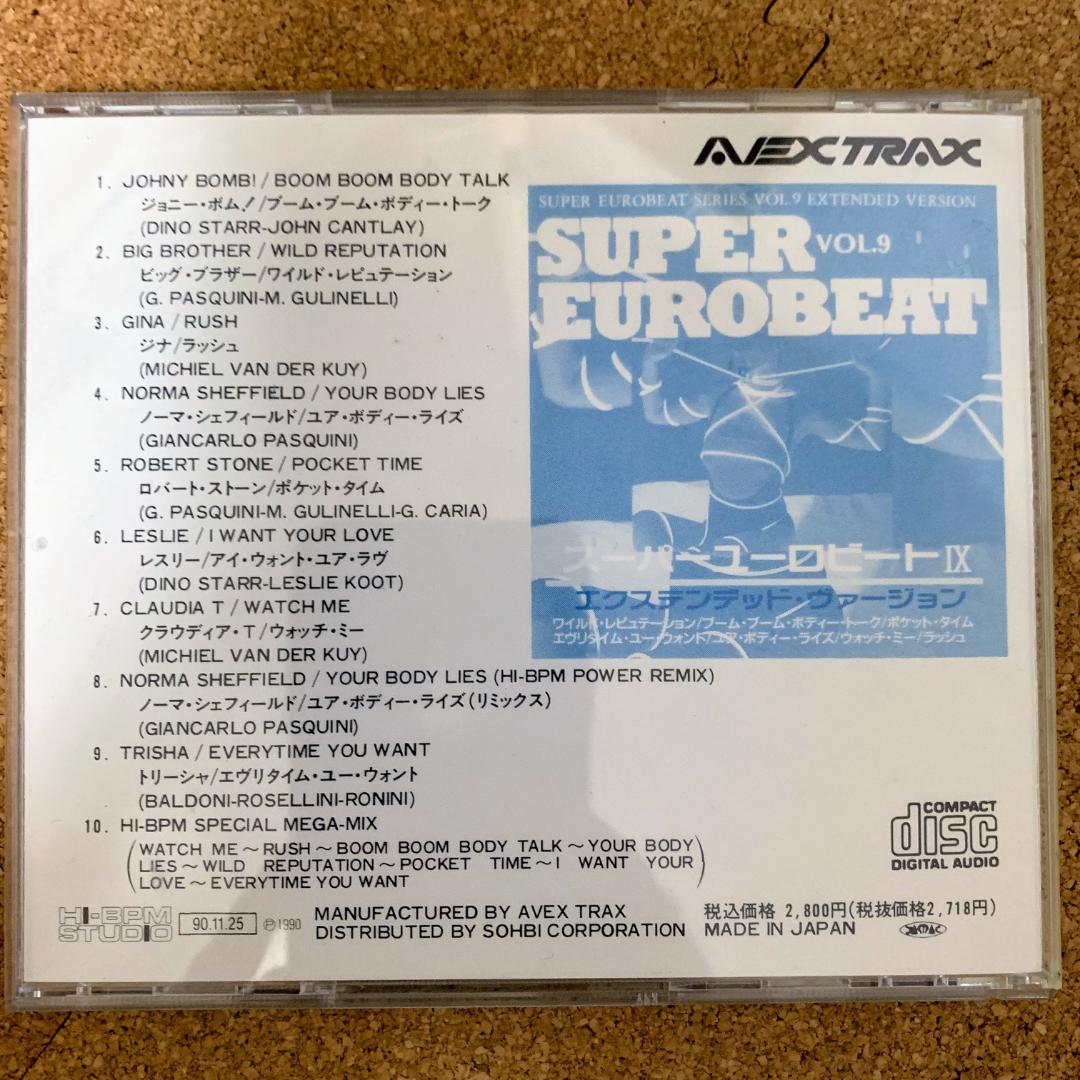 AVEX TRAX
1. JOHNY BOMB! / BOOM BOOM BODY TALK
ジョニー・ボム!/ブーム・ブーム・ボディー・トーク
(DINO STARR-JOHN CANTLAY)
2. BIG BROTHER / WILD REPUTATION
ビッグ・ブラザー/ワイルド・レピュテーション
(G. PASQUINI-M. GULINELLI)
3. GINA / RUSH
ジナ/ラッシュ
(MICHIEL VAN DER KUY)
4. NORMA SHEFFIELD / YOUR BODY LIES
ノーマ・シェフィールド/ユア・ボディー・ライズ
(GIANCARLO PASQUINI)
5. ROBERT STONE / POCKET TIME
ロバート・ストーン/ポケット・タイム
(G. PASQUINI-M. GULINELLI-G. CARIA)
6. LESLIE / I WANT YOUR LOVE
レスリー/アイ・ウォント・ユア・ラヴ
(DINO STARR-LESLIE KOOT)
7. CLAUDIA T / WATCH ME
クラウディア・T/ウォッチ・ミー
(MICHIEL VAN DER KUY)
8. NORMA SHEFFIELD / YOUR BODY LIES (HI-BPM POWER REMIX)
ノーマ・シェフィールド/ユア・ボディー・ライズ(リミックス)
(GIANCARLO PASQUINI)
9. TRISHA / EVERYTIME YOU WANT
トリーシャ/エヴリタイム・ユー・ウォント
(BALDONI-ROSELLINI-RONINI)
10. HI-BPM SPECIAL MEGA-MIX
(WATCH ME～RUSH～BOOM BOOM BODY TALK～YOUR BODY
LIES～WILD REPUTATION～POCKET TIME～I WANT YOUR
LOVE～EVERYTIME YOU WANT)
SUPER EUROBEAT SERIES VOL.9 EXTENDED VERSION
SUPER VOL.9
EUROBEAT
スーパーユーロビートIX
エクステンデッド・ヴァージョン
ワイルド・レピュテーション/ブーム・ブーム・ボディー・トーク/ポケット・タイム
エヴリタイム・ユー・ウォント/ユア・ボディー・ライズ/ウォッチ・ミー/ラッシュ
COMPACT
disc
DIGITAL AUDIO
HI-BPM
STUDIO
90.11.25
Ⓟ1990
MANUFACTURED BY AVEX TRAX
DISTRIBUTED BY SOHBI CORPORATION
税込価格 2,800円(税抜価格2,718円)
MADE IN JAPAN